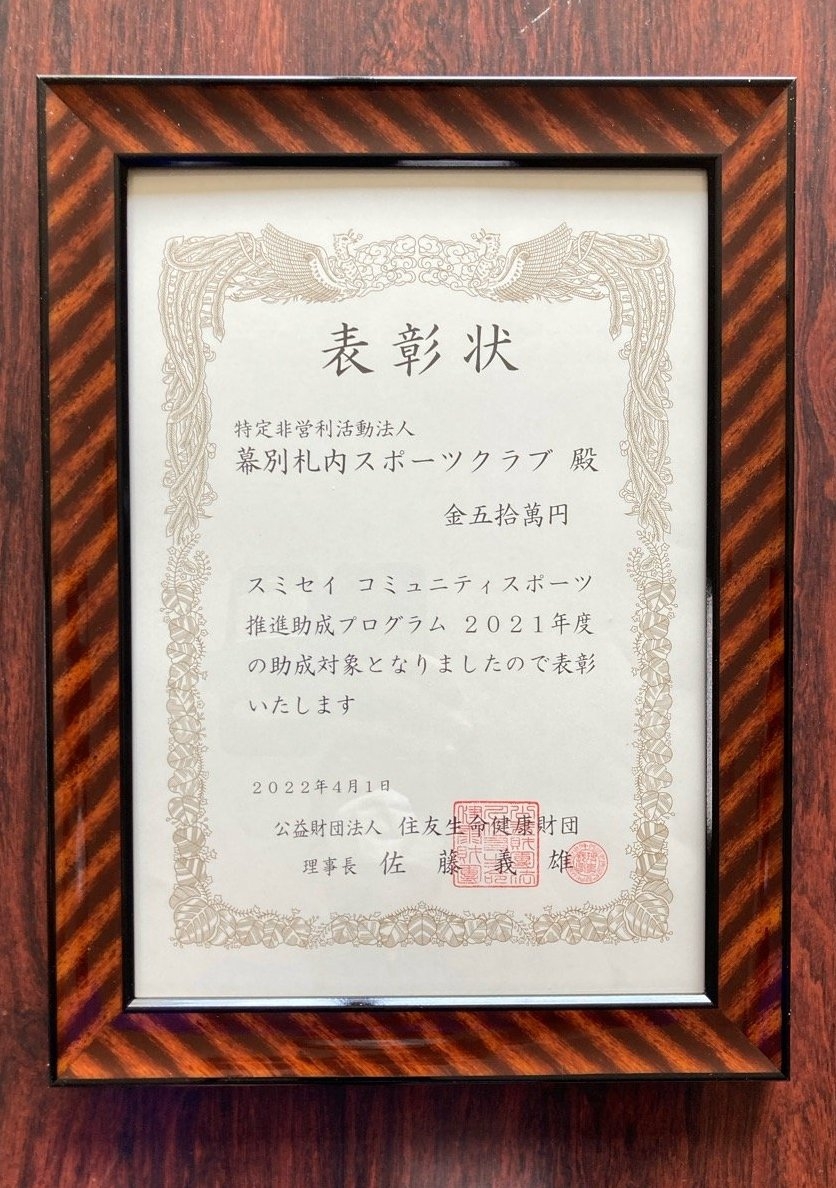 表彰状
特定非営利活動法人
幕別札内スポーツクラブ 殿
金五拾萬円
スミセイ コミュニティスポーツ
推進助成プログラム 2021年度
の助成対象となりましたので表彰
いたします
2022年4月1日
公益財団法人 住友生命健康財団
理事長 佐藤義雄